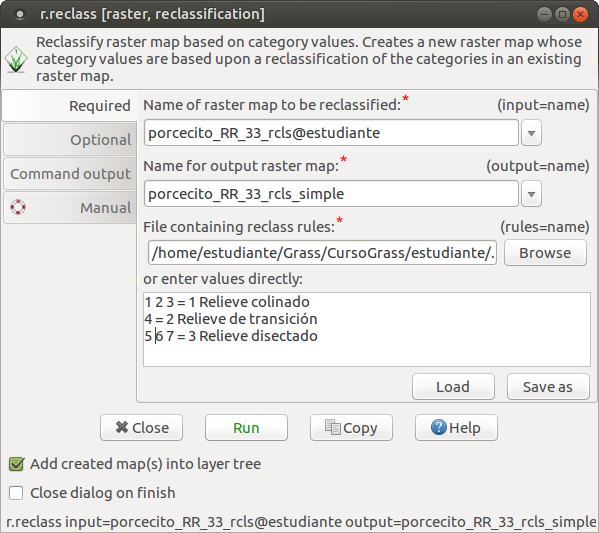 r.reclass [raster, reclassification]
Reclassify raster map based on category values. Creates a new raster map whose
category values are based upon a reclassification of the categories in an existing
raster map.
Required
Optional
Command output
Manual
Name of raster map to be reclassified:* (input=name)
porcecito_RR_33_rcls@estudiante
Name for output raster map:* (output=name)
porcecito_RR_33_rcls_simple
File containing reclass rules:* (rules=name)
/home/estudiante/Grass/CursoGrass/estudiante/. Browse
or enter values directly:
1 2 3 = 1 Relieve colinado
4 = 2 Relieve de transición
5 6 7 = 3 Relieve disectado
Load Save as
Close Run Copy Help
Add created map(s) into layer tree
Close dialog on finish
r.reclass input=porcecito_RR_33_rcls@estudiante output=porcecito_RR_33_rcls_simple